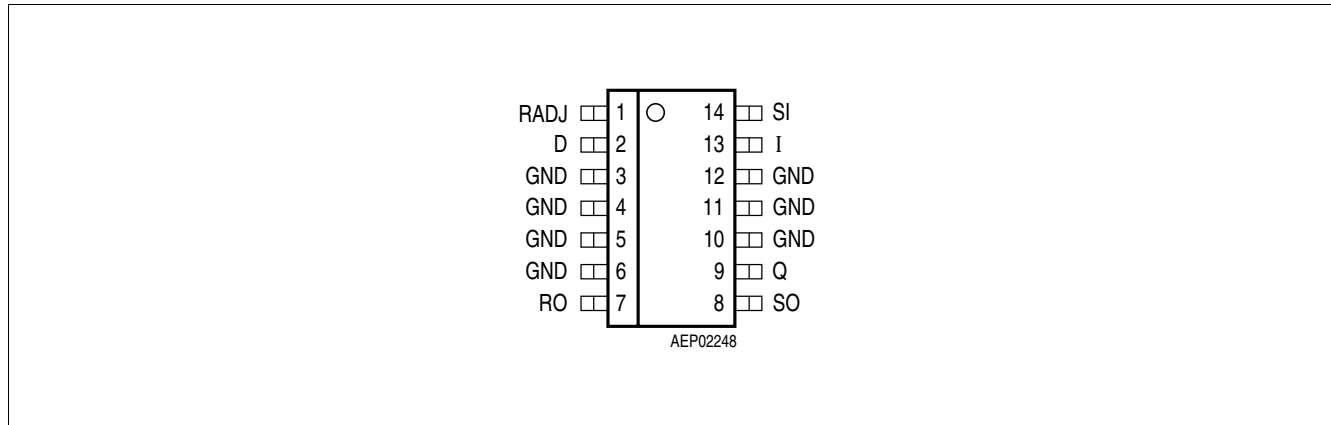 RADJ 1 14 SI
D 2 13 I
GND 3 12 GND
GND 4 11 GND
GND 5 10 GND
GND 6 9 Q
RO 7 8 SO
AEP02248